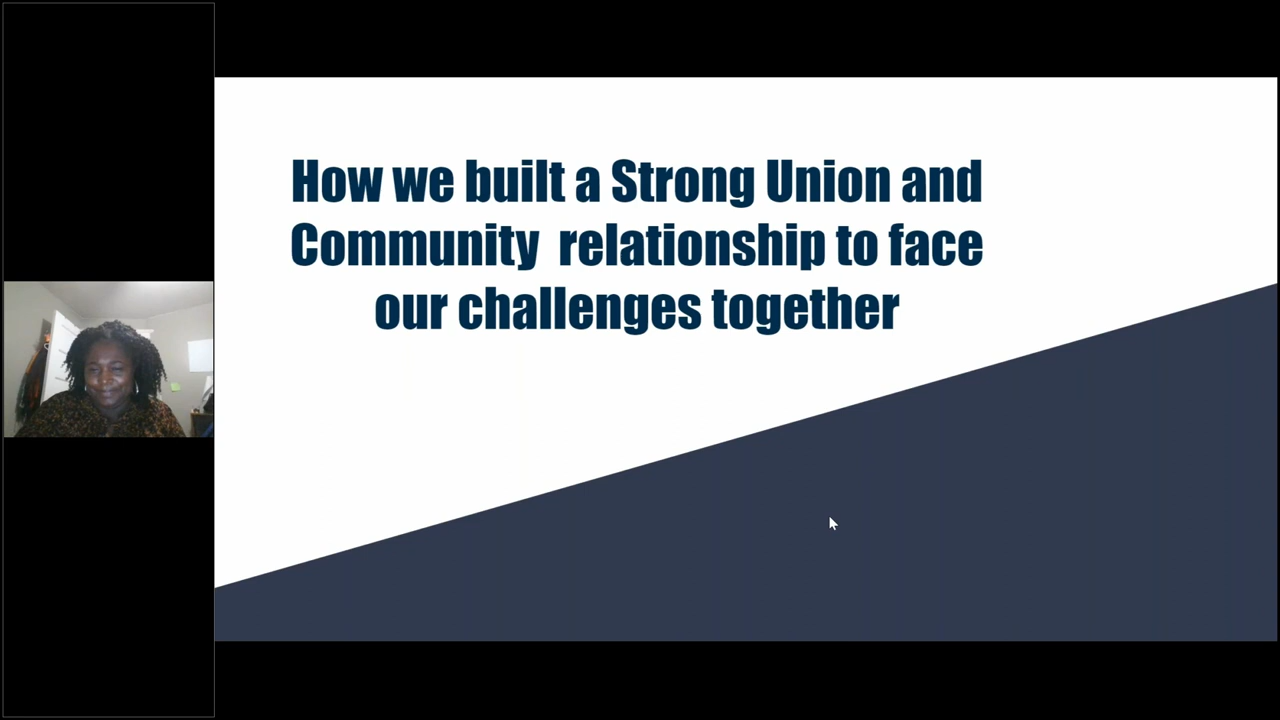 How we built a Strong Union and
Community  relationship to face
our challenges together